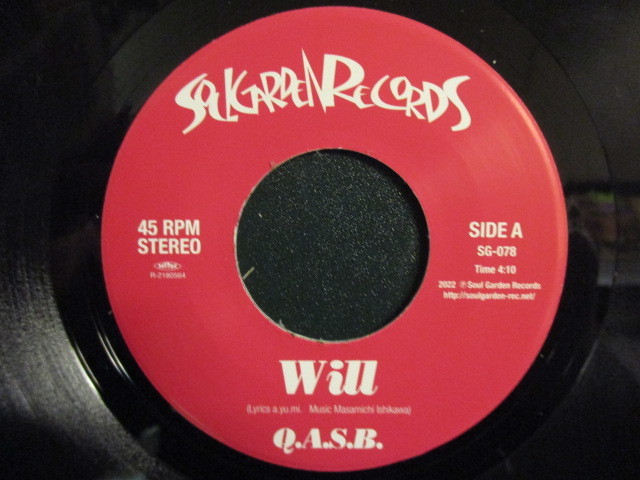 SOULGARDEN RECORDS
45 RPM
STEREO
R-2180564
SIDE A
SG-078
Time 4:10
2022 ℗Soul Garden Records
http://soulgarden-rec.net/
Will
(Lyrics a.yu.mi. Music Masamichi Ishikawa)
Q.A.S.B.